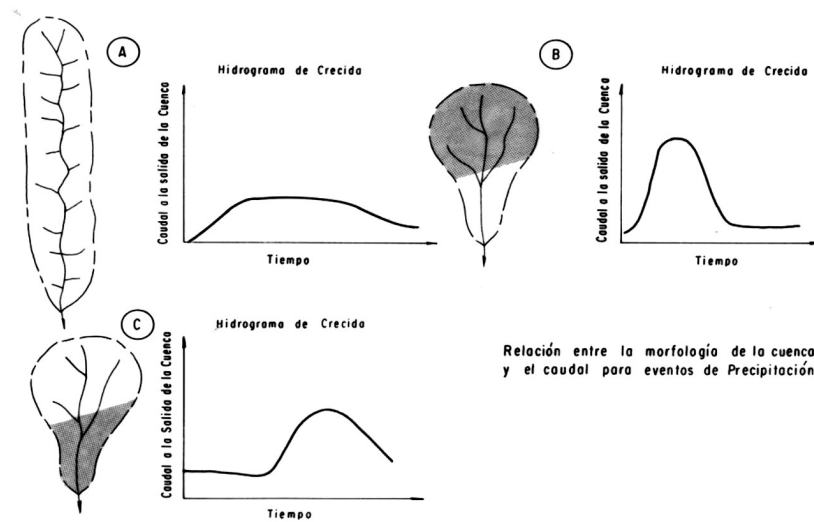 A
Hidrograma de Crecida
Caudal a la salida de la Cuenca
Tiempo
B
Hidrograma de Crecida
Caudal a la salida de la Cuenca
Tiempo
C
Hidrograma de Crecida
Caudal a la Salida de la Cuenca
Tiempo
Relación entre la morfología de la cuenca
y el caudal para eventos de Precipitación